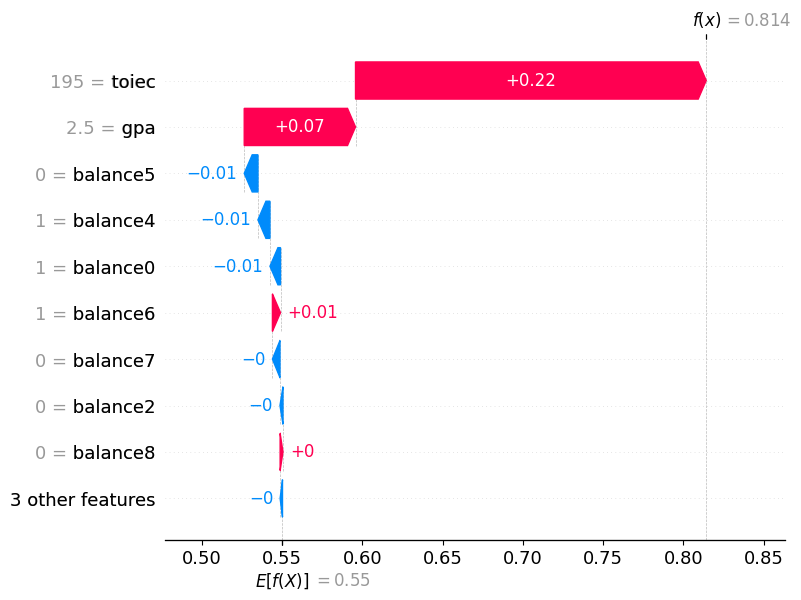 f(x) = 0.814
195 = toiec +0.22
2.5 = gpa +0.07
0 = balance5 −0.01
1 = balance4 −0.01
1 = balance0 −0.01
1 = balance6 +0.01
0 = balance7 −0
0 = balance2 −0
0 = balance8 +0
3 other features −0
0.50 0.55 0.60 0.65 0.70 0.75 0.80 0.85
E[f(X)] = 0.55